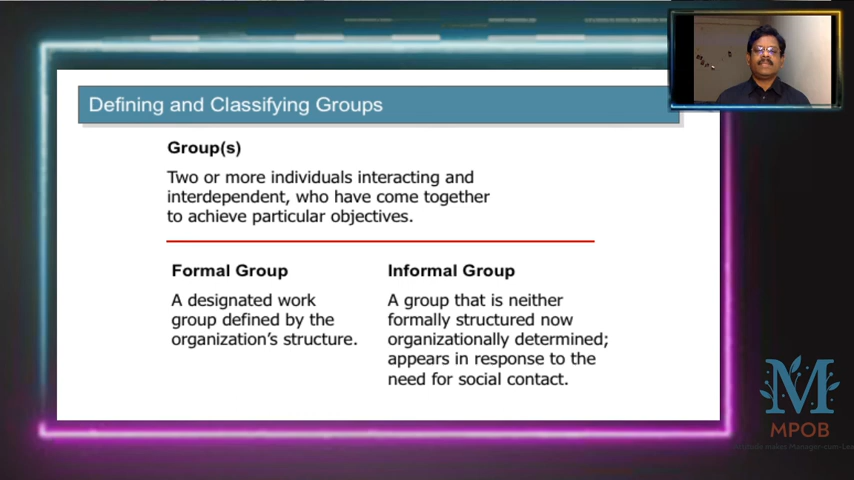 Defining and Classifying Groups
Group(s)
Two or more individuals interacting and
interdependent, who have come together
to achieve particular objectives.
Formal Group
A designated work
group defined by the
organization's structure.
Informal Group
A group that is neither
formally structured now
organizationally determined;
appears in response to the
need for social contact.
M
MPOB